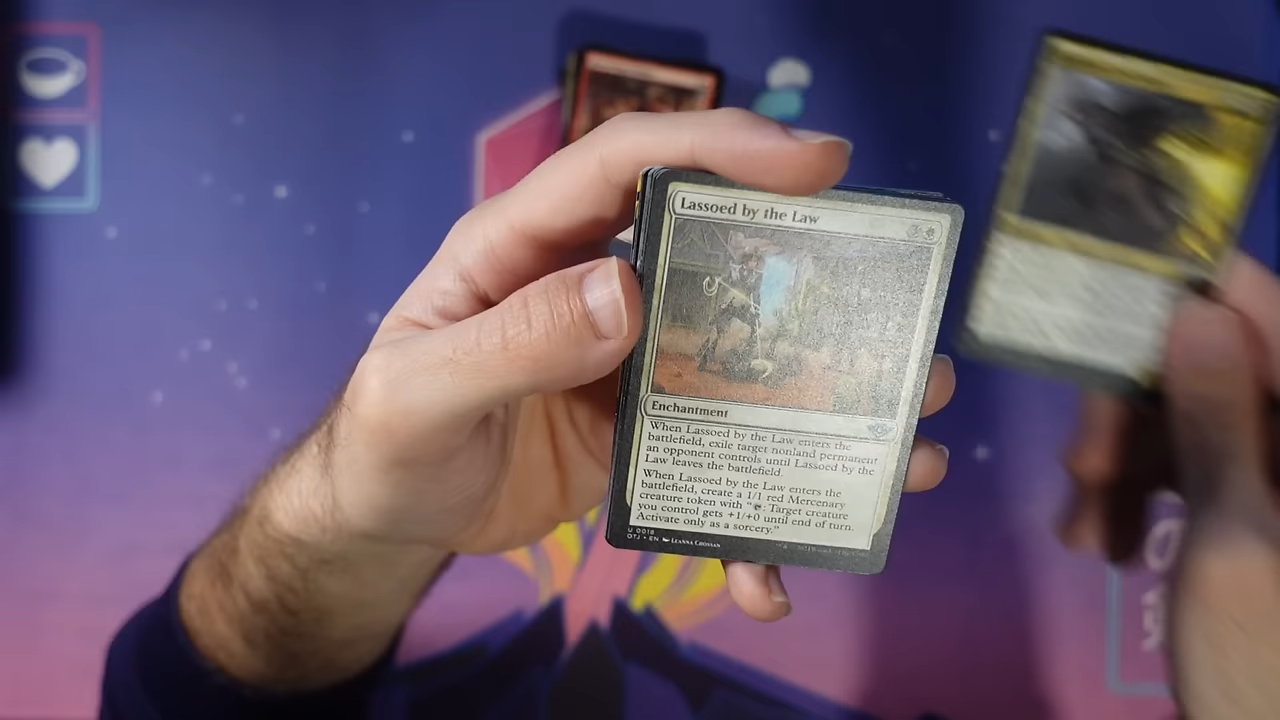 Lassoed by the Law
3
Enchantment
When Lassoed by the Law enters the
battlefield, exile target nonland permanent
an opponent controls until Lassoed by the
Law leaves the battlefield.
When Lassoed by the Law enters the
battlefield, create a 1/1 red Mercenary
creature token with “ : Target creature
you control gets +1/+0 until end of turn.
Activate only as a sorcery.”
U 0018
OTJ • EN Leanna Crossan